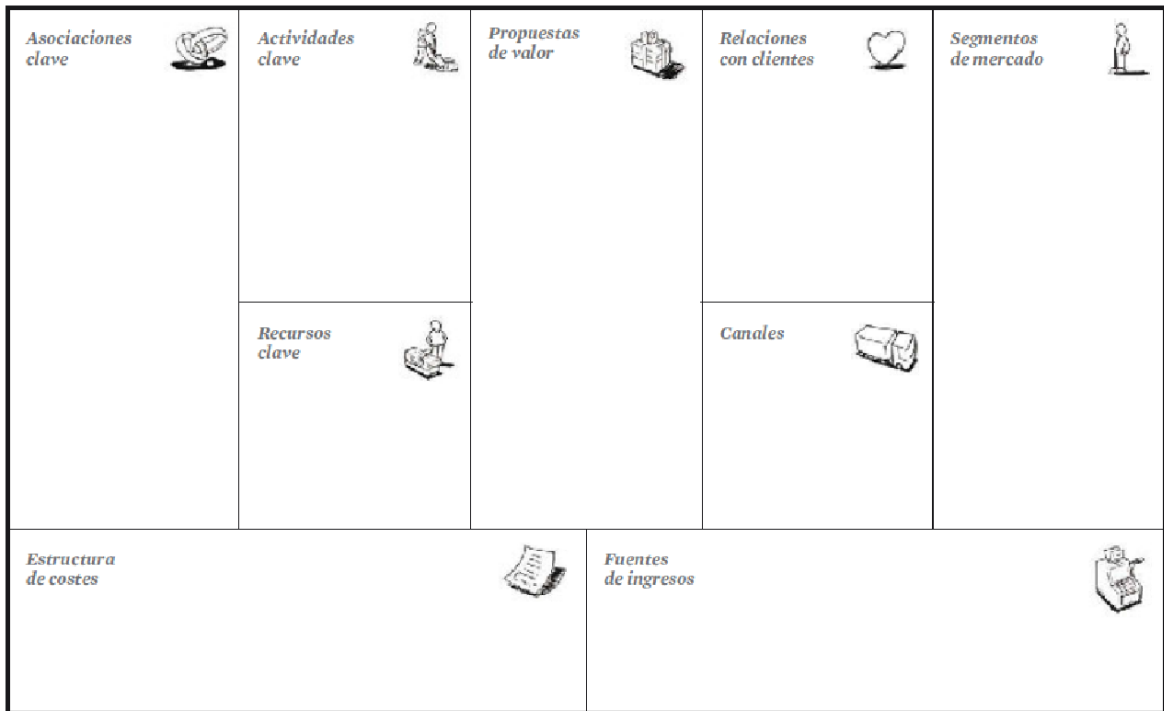 Asociaciones
clave
Actividades
clave
Propuestas
de valor
Relaciones
con clientes
Segmentos
de mercado
Recursos
clave
Canales
Estructura
de costes
Fuentes
de ingresos